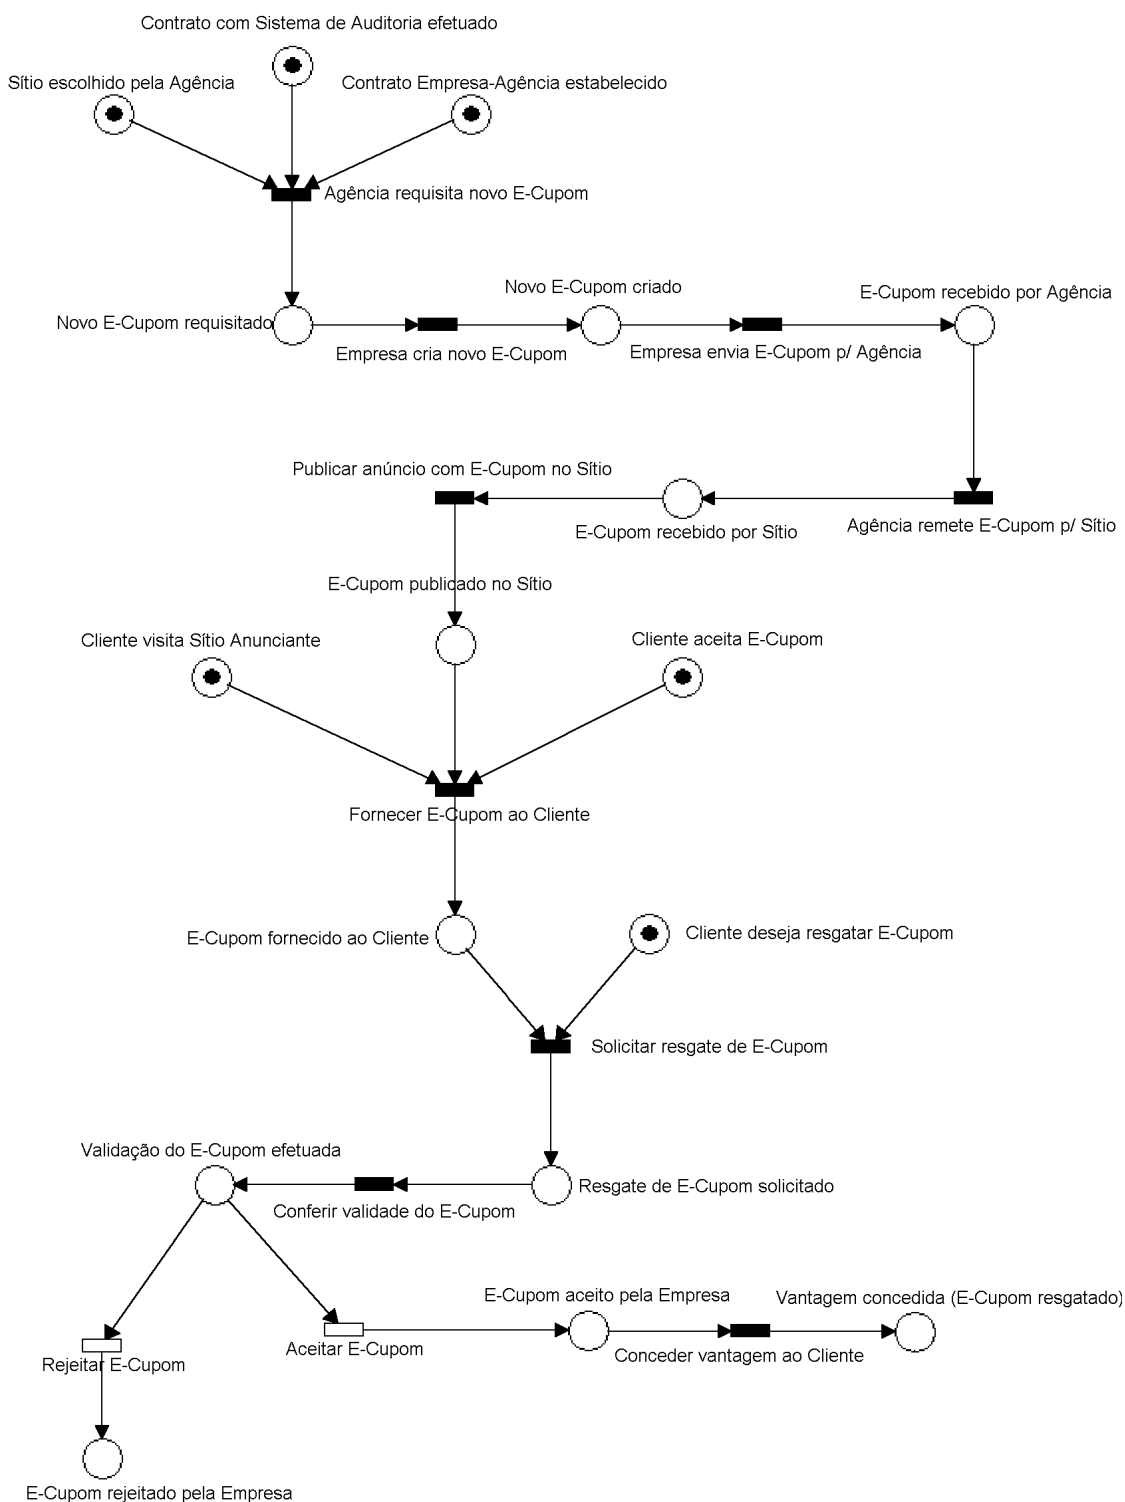 Contrato com Sistema de Auditoria efetuado
Sítio escolhido pela Agência
Contrato Empresa-Agência estabelecido
Agência requisita novo E-Cupom
Novo E-Cupom criado
E-Cupom recebido por Agência
Novo E-Cupom requisitado
Empresa cria novo E-Cupom
Empresa envia E-Cupom p/ Agência
Publicar anúncio com E-Cupom no Sítio
E-Cupom recebido por Sítio
Agência remete E-Cupom p/ Sítio
E-Cupom publicado no Sítio
Cliente visita Sítio Anunciante
Cliente aceita E-Cupom
Fornecer E-Cupom ao Cliente
E-Cupom fornecido ao Cliente
Cliente deseja resgatar E-Cupom
Solicitar resgate de E-Cupom
Validação do E-Cupom efetuada
Resgate de E-Cupom solicitado
Conferir validade do E-Cupom
E-Cupom aceito pela Empresa
Vantagem concedida (E-Cupom resgatado)
Aceitar E-Cupom
Conceder vantagem ao Cliente
Rejeitar E-Cupom
E-Cupom rejeitado pela Empresa